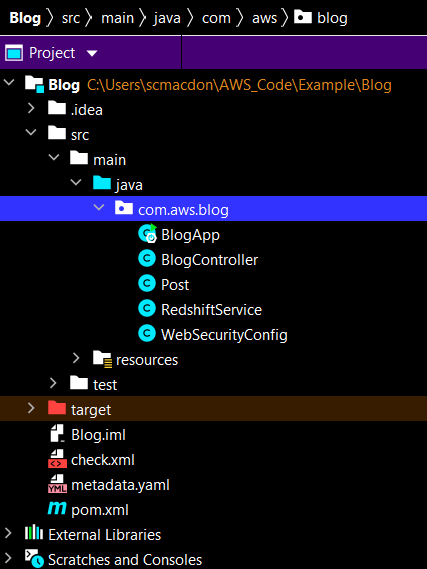 Blog src main java com aws blog
Project
Blog C:\Users\scmacdon\AWS_Code\Example\Blog
.idea
src
main
java
com.aws.blog
BlogApp
BlogController
Post
RedshiftService
WebSecurityConfig
resources
test
target
Blog.iml
check.xml
metadata.yaml
pom.xml
External Libraries
Scratches and Consoles